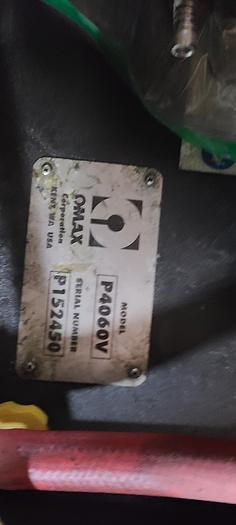 OMAX
Corporation
KENT, WA USA
MODEL
P4060V
SERIAL NUMBER
P152450